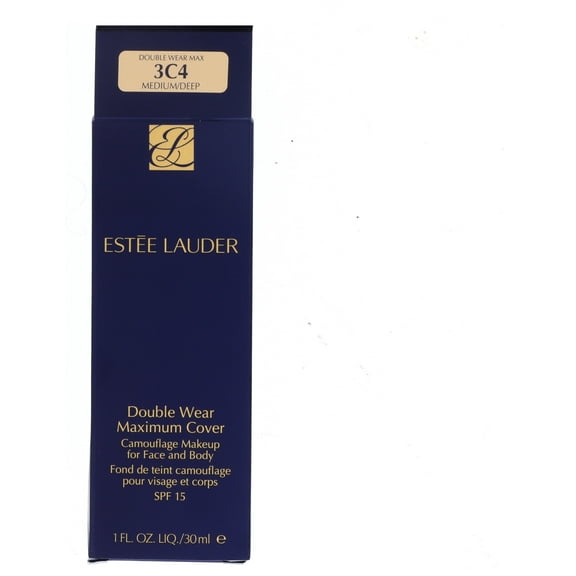 DOUBLE WEAR MAX
3C4
MEDIUM/DEEP
EL
ESTĒE LAUDER
Double Wear
Maximum Cover
Camouflage Makeup
for Face and Body
Fond de teint camouflage
pour visage et corps
SPF 15
1 FL. OZ. LIQ./30ml ℮